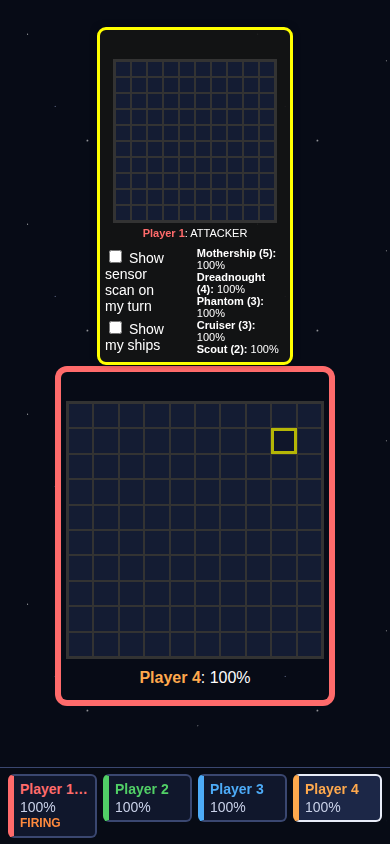 Player 1: ATTACKER
Show
sensor
scan on
my turn
Show
my ships
Mothership (5):
100%
Dreadnought
(4): 100%
Phantom (3):
100%
Cruiser (3):
100%
Scout (2): 100%
Player 4: 100%
Player 1…
100%
FIRING
Player 2
100%
Player 3
100%
Player 4
100%